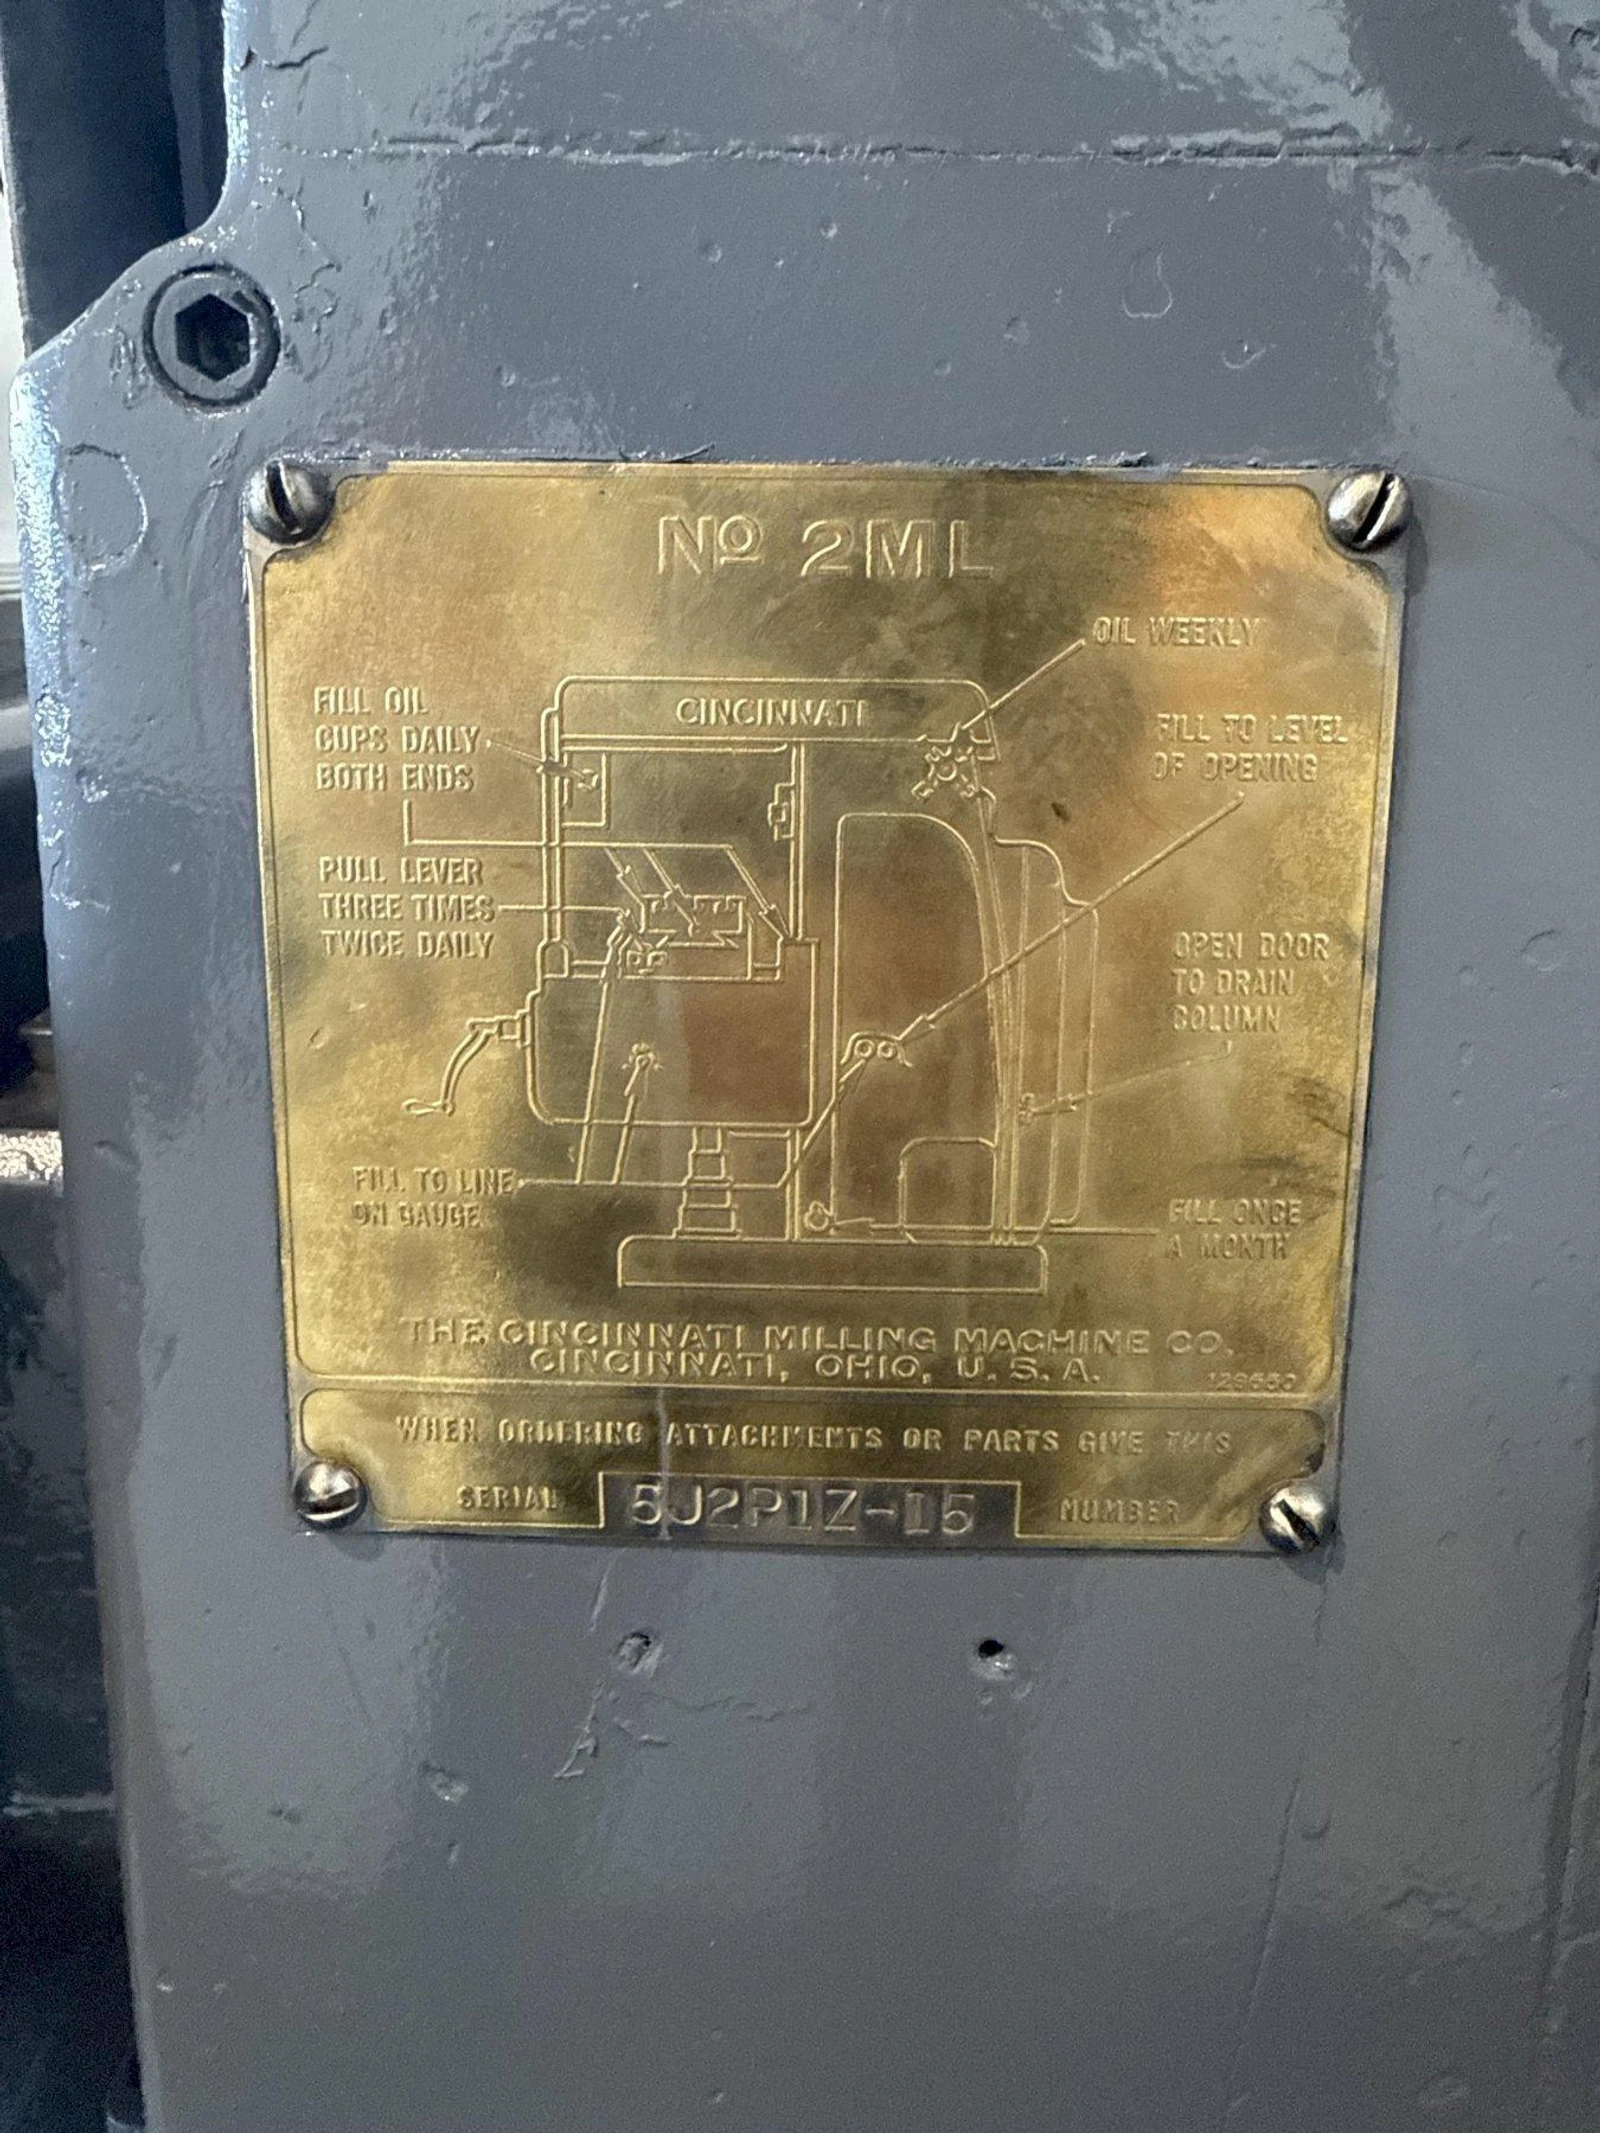 No 2ML
OIL WEEKLY
FILL OIL
CUPS DAILY
BOTH ENDS
CINCINNATI
FILL TO LEVEL
OF OPENING
PULL LEVER
THREE TIMES
TWICE DAILY
OPEN DOOR
TO DRAIN
COLUMN
FILL TO LINE
ON GAUGE
FILL ONCE
A MONTH
THE CINCINNATI MILLING MACHINE CO.
CINCINNATI, OHIO, U.S.A.
WHEN ORDERING ATTACHMENTS OR PARTS GIVE THIS
SERIAL 5J2P1Z-15 NUMBER